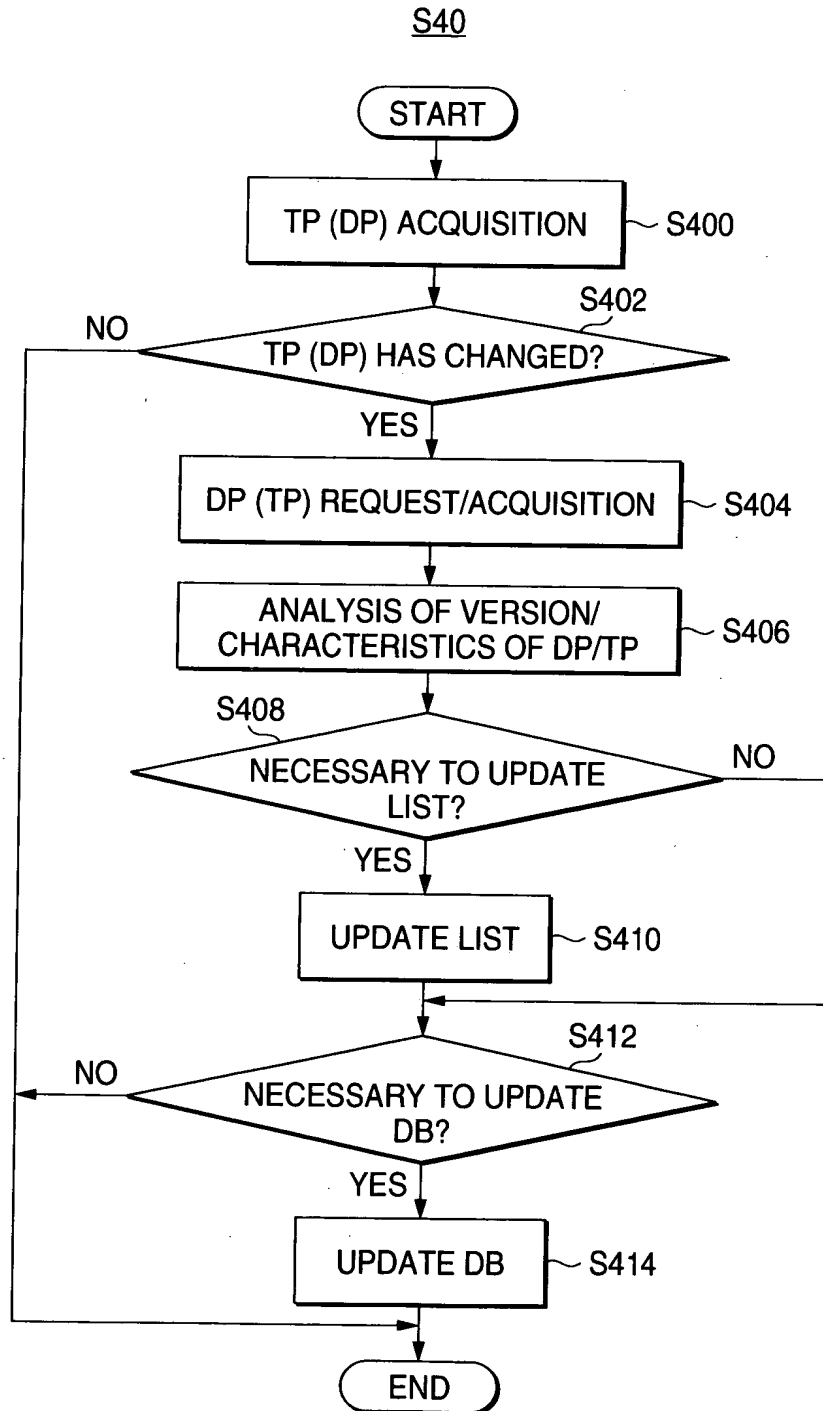 S40
START
TP (DP) ACQUISITION
S400
S402
NO
TP (DP) HAS CHANGED?
YES
DP (TP) REQUEST/ACQUISITION
S404
ANALYSIS OF VERSION/
CHARACTERISTICS OF DP/TP
S406
S408
NO
NECESSARY TO UPDATE
LIST?
YES
UPDATE LIST
S410
S412
NO
NECESSARY TO UPDATE
DB?
YES
UPDATE DB
S414
END